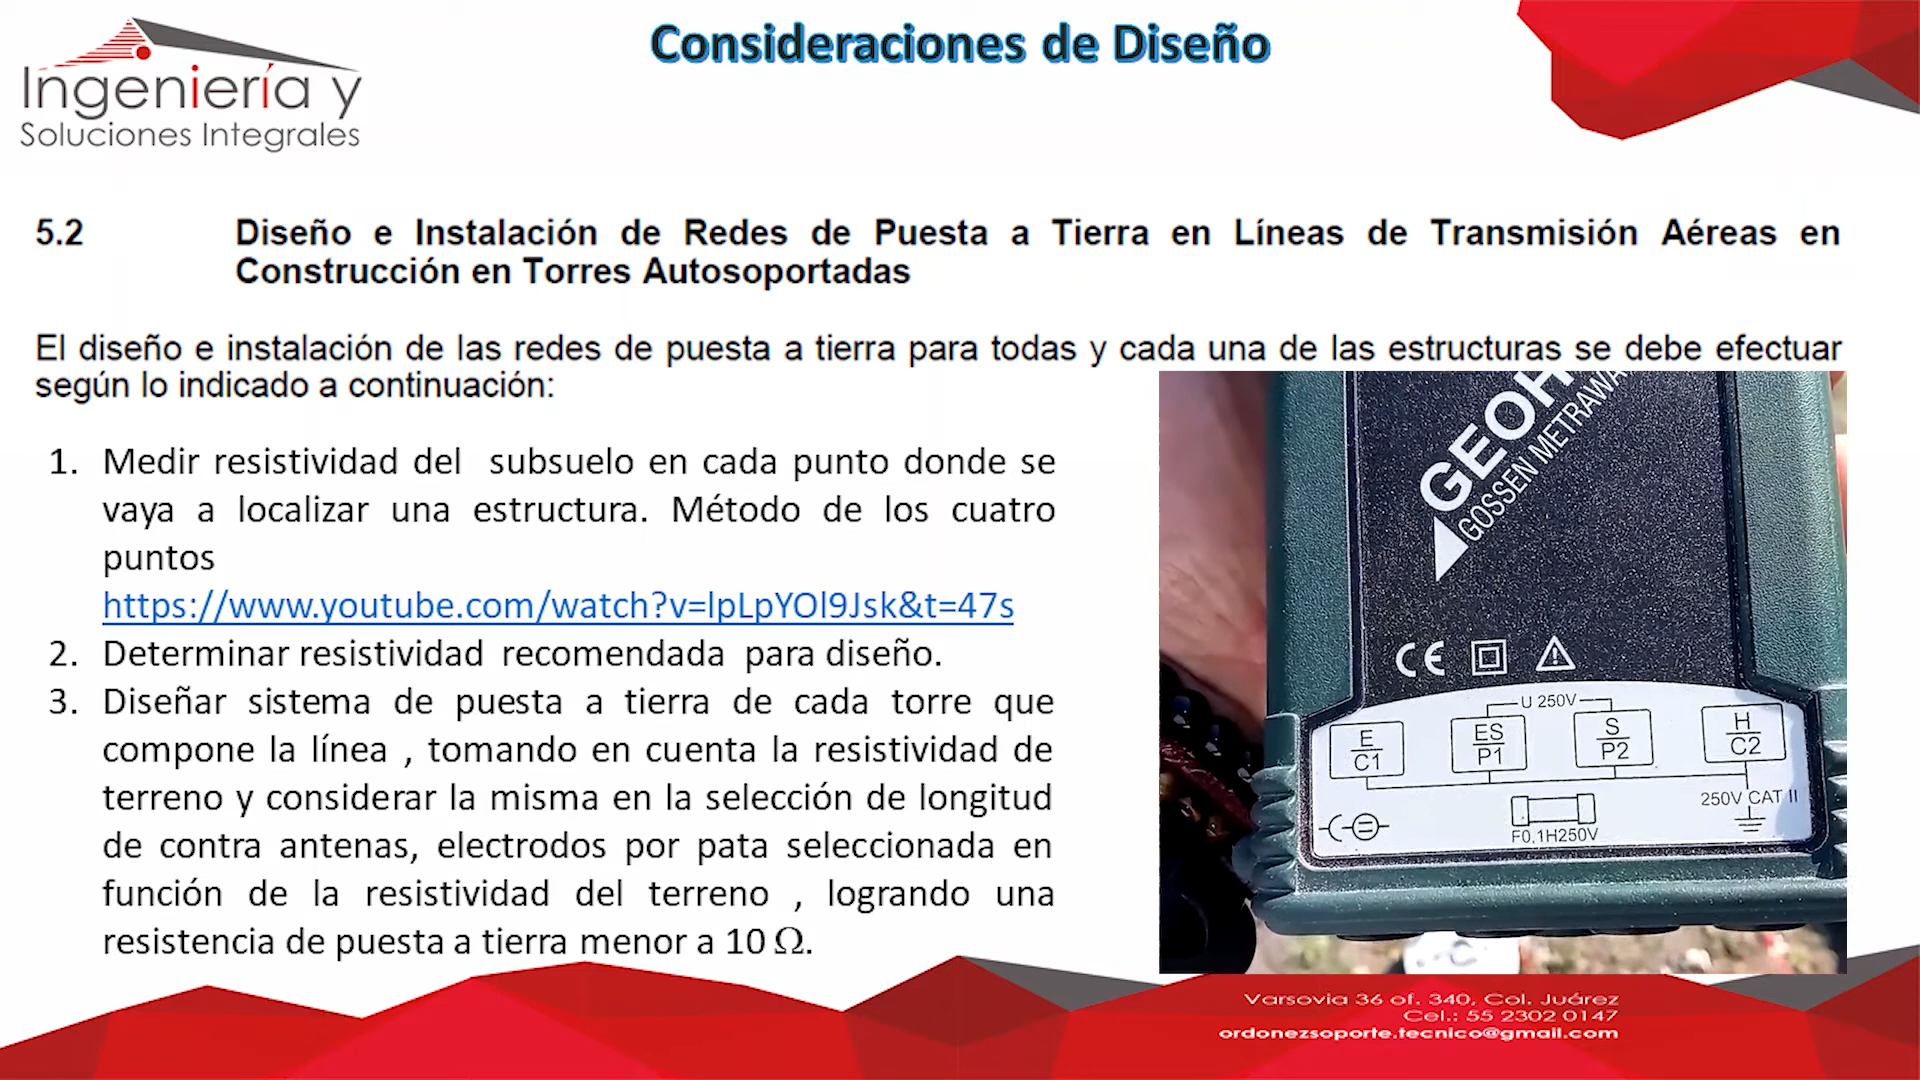 Consideraciones de Diseño
Ingeniería y
Soluciones Integrales
5.2 Diseño e Instalación de Redes de Puesta a Tierra en Líneas de Transmisión Aéreas en
Construcción en Torres Autosoportadas
El diseño e instalación de las redes de puesta a tierra para todas y cada una de las estructuras se debe efectuar
según lo indicado a continuación:
1. Medir resistividad del subsuelo en cada punto donde se
vaya a localizar una estructura. Método de los cuatro
puntos
https://www.youtube.com/watch?v=lpLpYOl9Jsk&t=47s
2. Determinar resistividad recomendada para diseño.
3. Diseñar sistema de puesta a tierra de cada torre que
compone la línea , tomando en cuenta la resistividad de
terreno y considerar la misma en la selección de longitud
de contra antenas, electrodos por pata seleccionada en
función de la resistividad del terreno , logrando una
resistencia de puesta a tierra menor a 10 Ω.
GEOH
GOSSEN METRAWA
CE
U 250V
E
C1
ES
P1
S
P2
H
C2
250V CAT II
F0,1H250V
Varsovia 36 of. 340, Col. Juárez
Cel.: 55 2302 0147
ordonezsoporte.tecnico@gmail.com